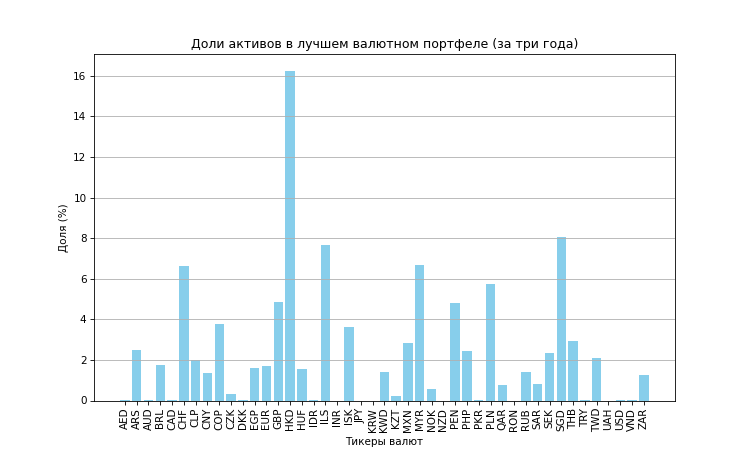 Доли активов в лучшем валютном портфеле (за три года)
Доля (%)
16
14
12
10
8
6
4
2
0
AED ARS AUD BRL CAD CHF CLP CNY COP CZK DKK EGP EUR GBP HKD HUF IDR ILS INR ISK JPY KRW KWD KZT MXN MYR NOK NZD PEN PHP PKR PLN QAR RON RUB SAR SEK SGD THB TRY TWD UAH USD VND ZAR
Тикеры валют